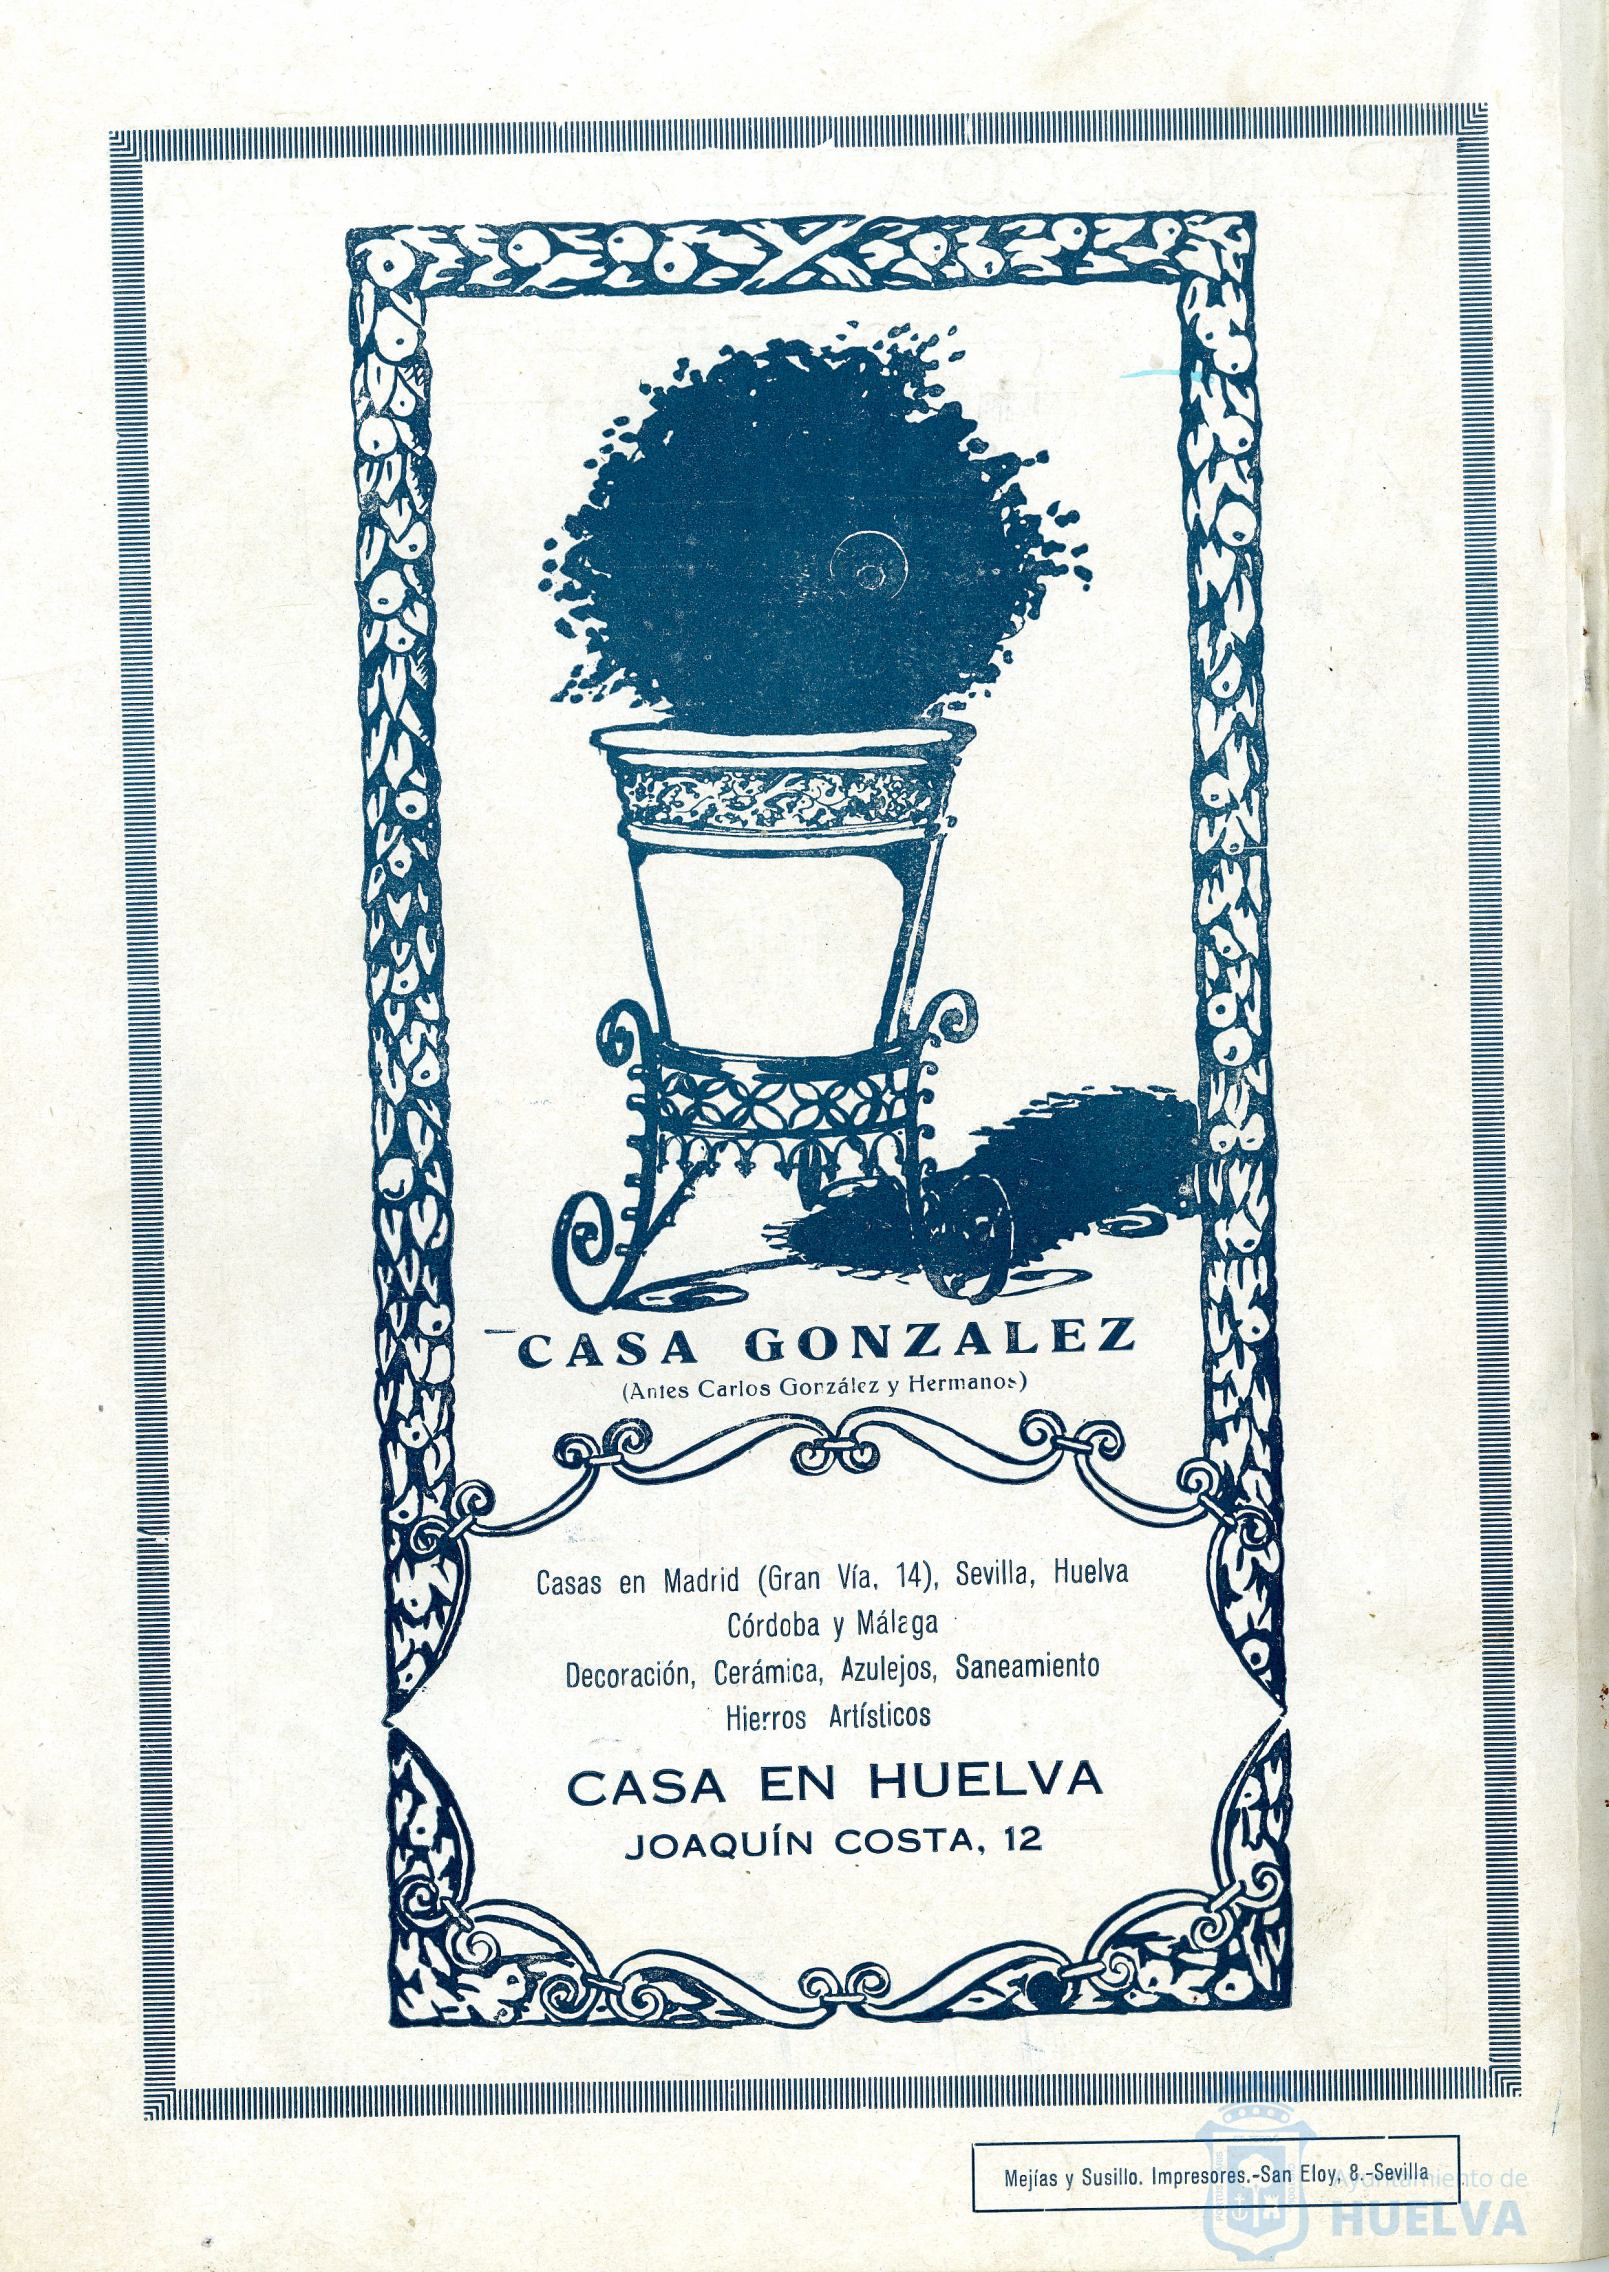 CASA GONZALEZ
(Antes Carlos González y Hermanos)
Casas en Madrid (Gran Vía, 14), Sevilla, Huelva
Córdoba y Málaga
Decoración, Cerámica, Azulejos, Saneamiento
Hierros Artísticos
CASA EN HUELVA
JOAQUÍN COSTA, 12
Mejías y Susillo. Impresores.-San Eloy, 8.-Sevilla
Ayuntamiento de
HUELVA